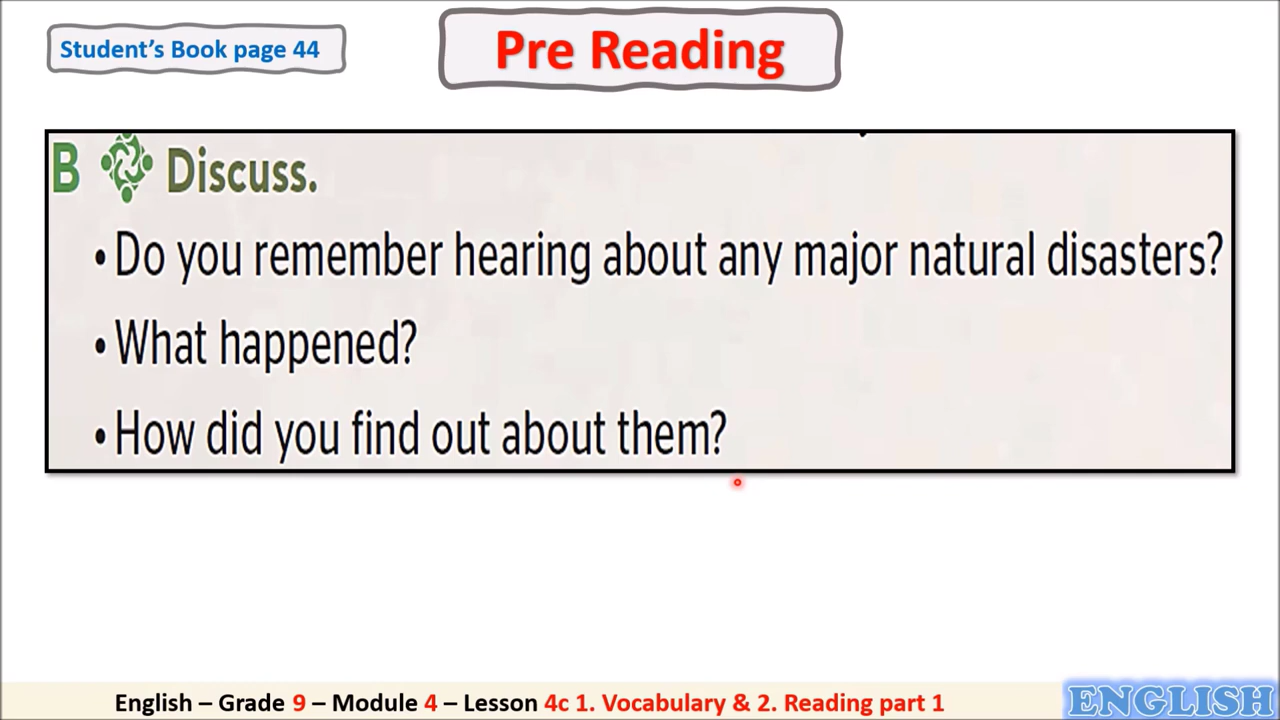 Student's Book page 44
Pre Reading
B Discuss.
• Do you remember hearing about any major natural disasters?
• What happened?
• How did you find out about them?
English – Grade 9 – Module 4 – Lesson 4c 1. Vocabulary & 2. Reading part 1
ENGLISH